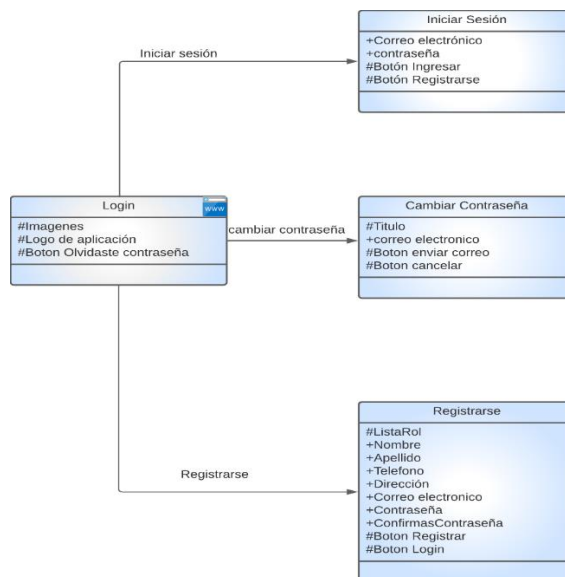 Iniciar Sesión
+Correo electrónico
+contraseña
#Botón Ingresar
#Botón Registrarse
Iniciar sesión
Login
www
#Imagenes
#Logo de aplicación
#Boton Olvidaste contraseña
cambiar contraseña
Cambiar Contraseña
#Titulo
+correo electronico
#Boton enviar correo
#Boton cancelar
Registrarse
Registrarse
#ListaRol
+Nombre
+Apellido
+Telefono
+Dirección
+Correo electronico
+Contraseña
+ConfirmasContraseña
#Boton Registrar
#Boton Login